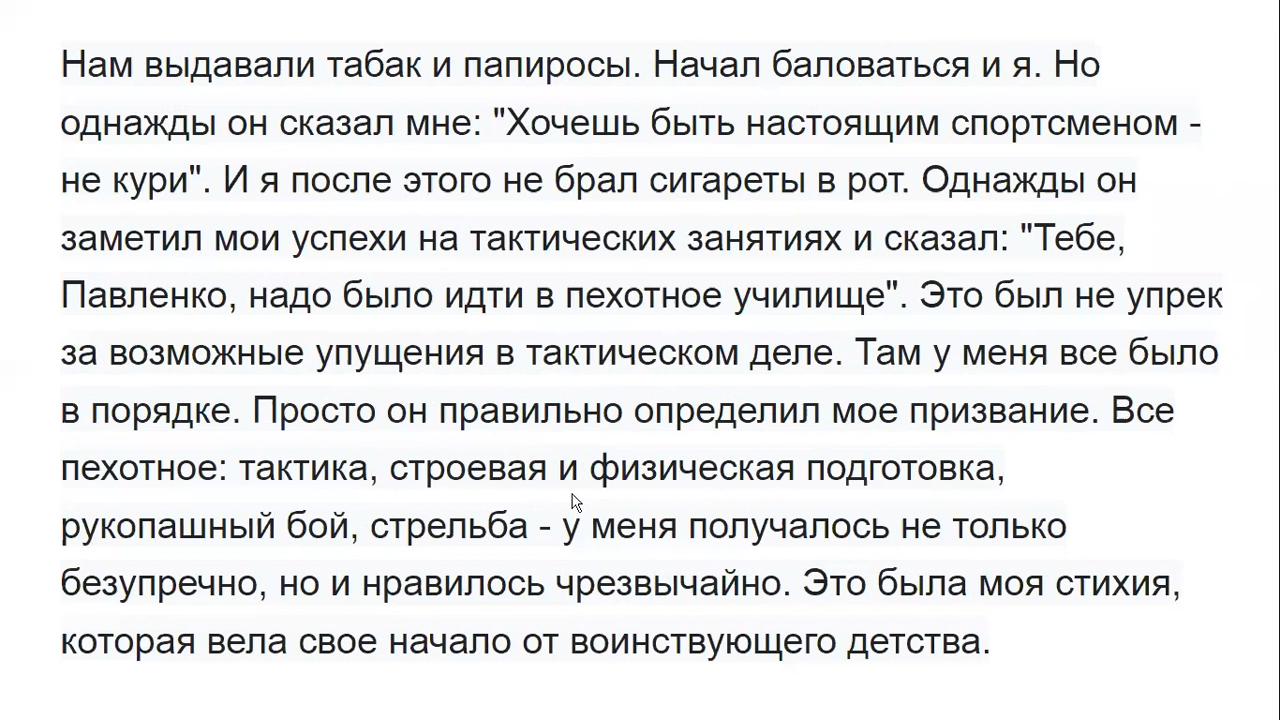 Нам выдавали табак и папиросы. Начал баловаться и я. Но
однажды он сказал мне: "Хочешь быть настоящим спортсменом -
не кури". И я после этого не брал сигареты в рот. Однажды он
заметил мои успехи на тактических занятиях и сказал: "Тебе,
Павленко, надо было идти в пехотное училище". Это был не упрек
за возможные упущения в тактическом деле. Там у меня все было
в порядке. Просто он правильно определил мое призвание. Все
пехотное: тактика, строевая и физическая подготовка,
рукопашный бой, стрельба - у меня получалось не только
безупречно, но и нравилось чрезвычайно. Это была моя стихия,
которая вела свое начало от воинствующего детства.